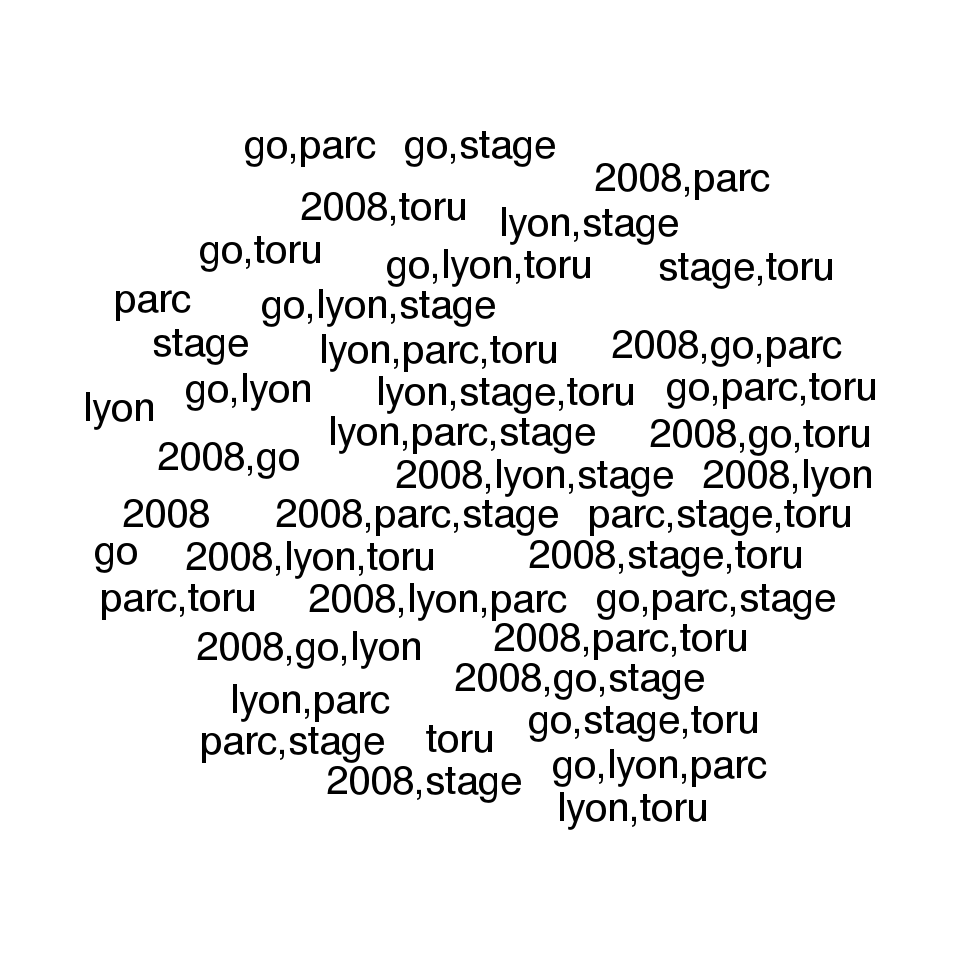 go,parc go,stage
2008,parc
2008,toru
lyon,stage
go,toru
go,lyon,toru
stage,toru
parc
go,lyon,stage
stage
lyon,parc,toru
2008,go,parc
go,lyon
lyon,stage,toru
go,parc,toru
lyon
lyon,parc,stage
2008,go,toru
2008,go
2008,lyon,stage
2008,lyon
2008
2008,parc,stage
parc,stage,toru
go
2008,lyon,toru
2008,stage,toru
parc,toru
2008,lyon,parc
go,parc,stage
2008,go,lyon
2008,parc,toru
2008,go,stage
lyon,parc
go,stage,toru
parc,stage
toru
go,lyon,parc
2008,stage
lyon,toru